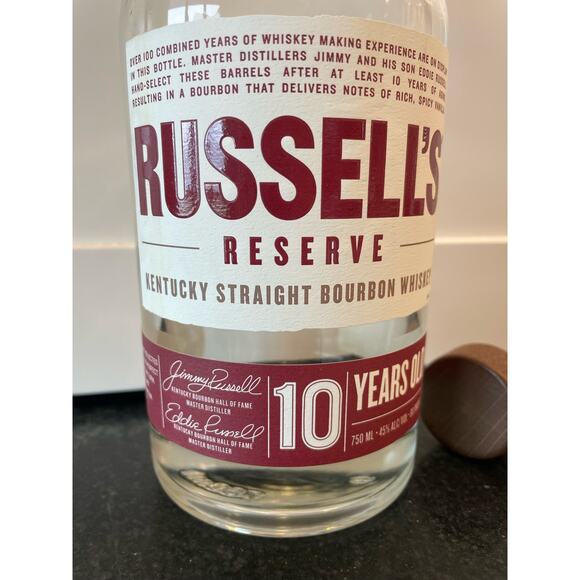 OVER 100 COMBINED YEARS OF WHISKEY MAKING EXPERIENCE ARE ON
IN THIS BOTTLE. MASTER DISTILLERS JIMMY AND HIS SON EDDIE
HAND-SELECT THESE BARRELS AFTER AT LEAST 10 YEARS OF
RESULTING IN A BOURBON THAT DELIVERS NOTES OF RICH, SPICY
RUSSELL'S
RESERVE
KENTUCKY STRAIGHT BOURBON WHISKEY
Jimmy Russell
KENTUCKY BOURBON HALL OF FAME
MASTER DISTILLER
Eddie Russell
KENTUCKY BOURBON HALL OF FAME
MASTER DISTILLER
10
YEARS OLD
750 ML • 45% ALC/VOL